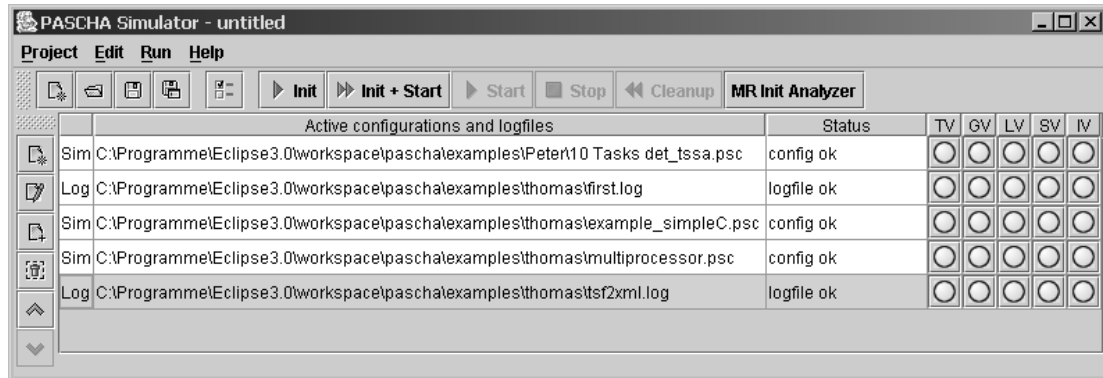 PASCHA Simulator - untitled
Project Edit Run Help
Init Init + Start Start Stop Cleanup MR Init Analyzer
Active configurations and logfiles Status TV GV LV SV IV
Sim C:\Programme\Eclipse3.0\workspace\pascha\examples\Peter\10 Tasks det_tssa.psc config ok
Log C:\Programme\Eclipse3.0\workspace\pascha\examples\thomas\first.log logfile ok
Sim C:\Programme\Eclipse3.0\workspace\pascha\examples\thomas\example_simpleC.psc config ok
Sim C:\Programme\Eclipse3.0\workspace\pascha\examples\thomas\multiprocessor.psc config ok
Log C:\Programme\Eclipse3.0\workspace\pascha\examples\thomas\tsf2xml.log logfile ok